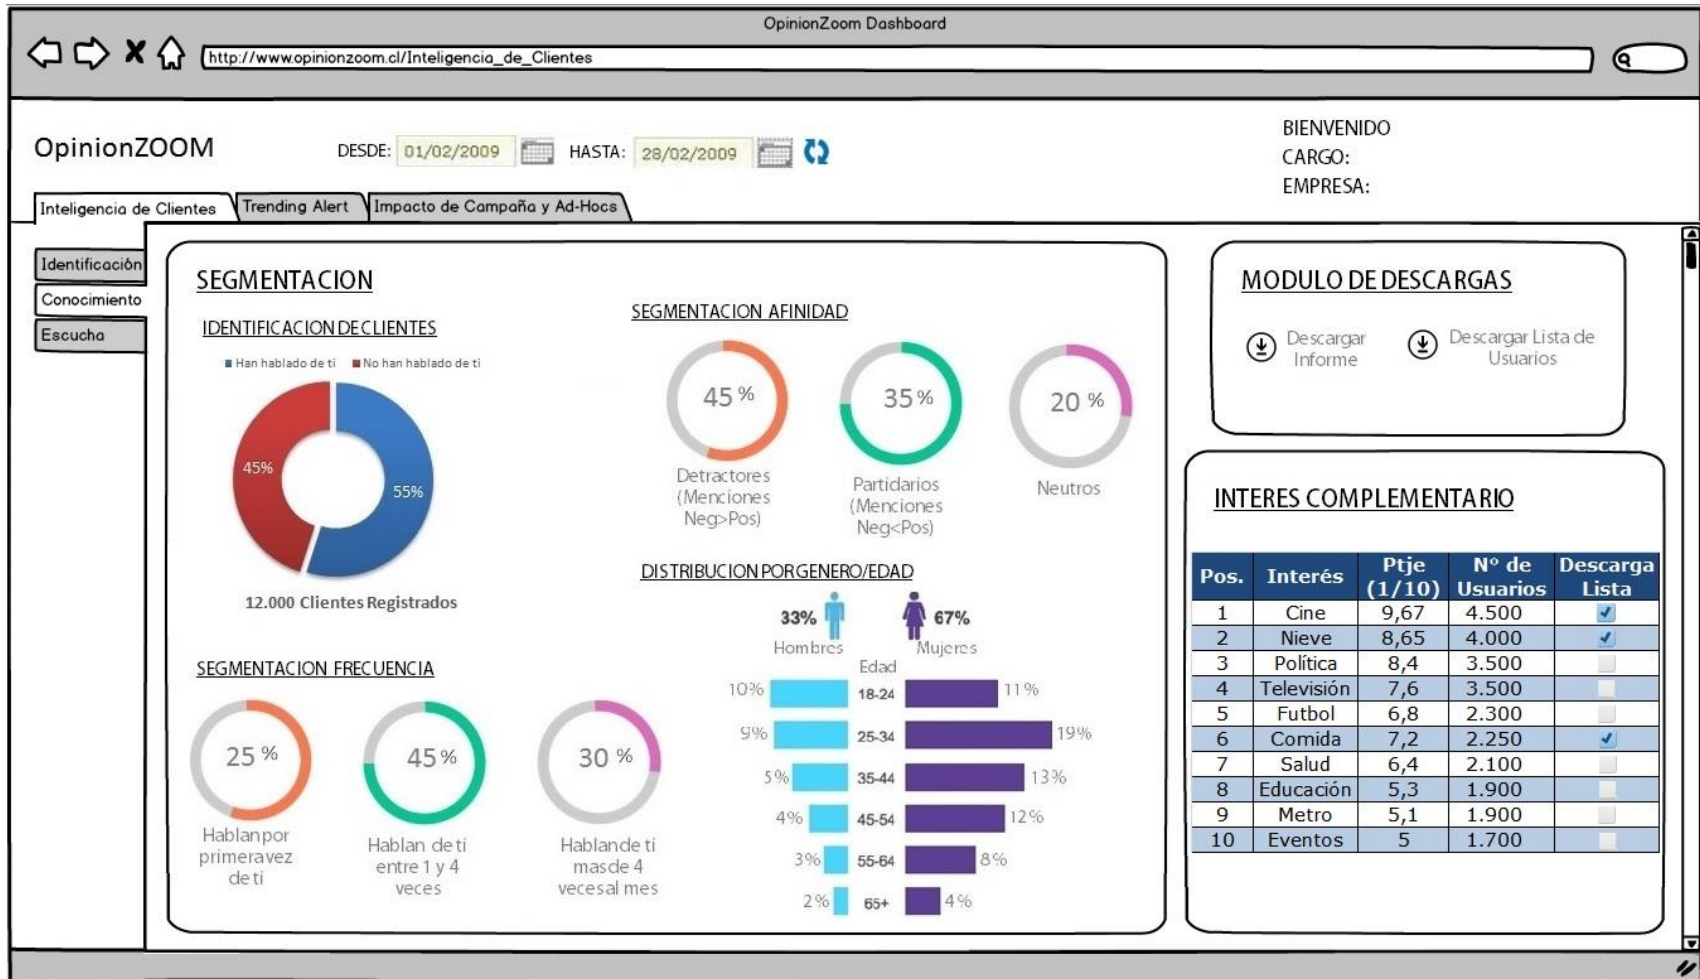 OpinionZoom Dashboard
http://www.opinionzoom.cl/Inteligencia_de_Clientes
OpinionZOOM
DESDE: 01/02/2009 HASTA: 28/02/2009
BIENVENIDO
CARGO:
EMPRESA:
Inteligencia de Clientes Trending Alert Impacto de Campaña y Ad-Hocs
Identificación
Conocimiento
Escucha
SEGMENTACION
IDENTIFICACION DE CLIENTES
Han hablado de ti No han hablado de ti
45%
55%
12.000 Clientes Registrados
SEGMENTACION AFINIDAD
45 % 35 % 20 %
Detractores
(Menciones
Neg>Pos)
Partidarios
(Menciones
Neg<Pos)
Neutros
SEGMENTACION FRECUENCIA
25 % 45 % 30 %
Hablan por
primera vez
de ti
Hablan de ti
entre 1 y 4
veces
Hablan de ti
mas de 4
veces al mes
DISTRIBUCION POR GENERO/EDAD
33% 67%
Hombres Mujeres
Edad
10% 18-24 11%
9% 25-34 19%
5% 35-44 13%
4% 45-54 12%
3% 55-64 8%
2% 65+ 4%
MODULO DE DESCARGAS
Descargar
Informe
Descargar Lista de
Usuarios
INTERES COMPLEMENTARIO
Pos. Interés Ptje (1/10) N° de Usuarios Descarga Lista
1 Cine 9,67 4.500
2 Nieve 8,65 4.000
3 Política 8,4 3.500
4 Televisión 7,6 3.500
5 Futbol 6,8 2.300
6 Comida 7,2 2.250
7 Salud 6,4 2.100
8 Educación 5,3 1.900
9 Metro 5,1 1.900
10 Eventos 5 1.700